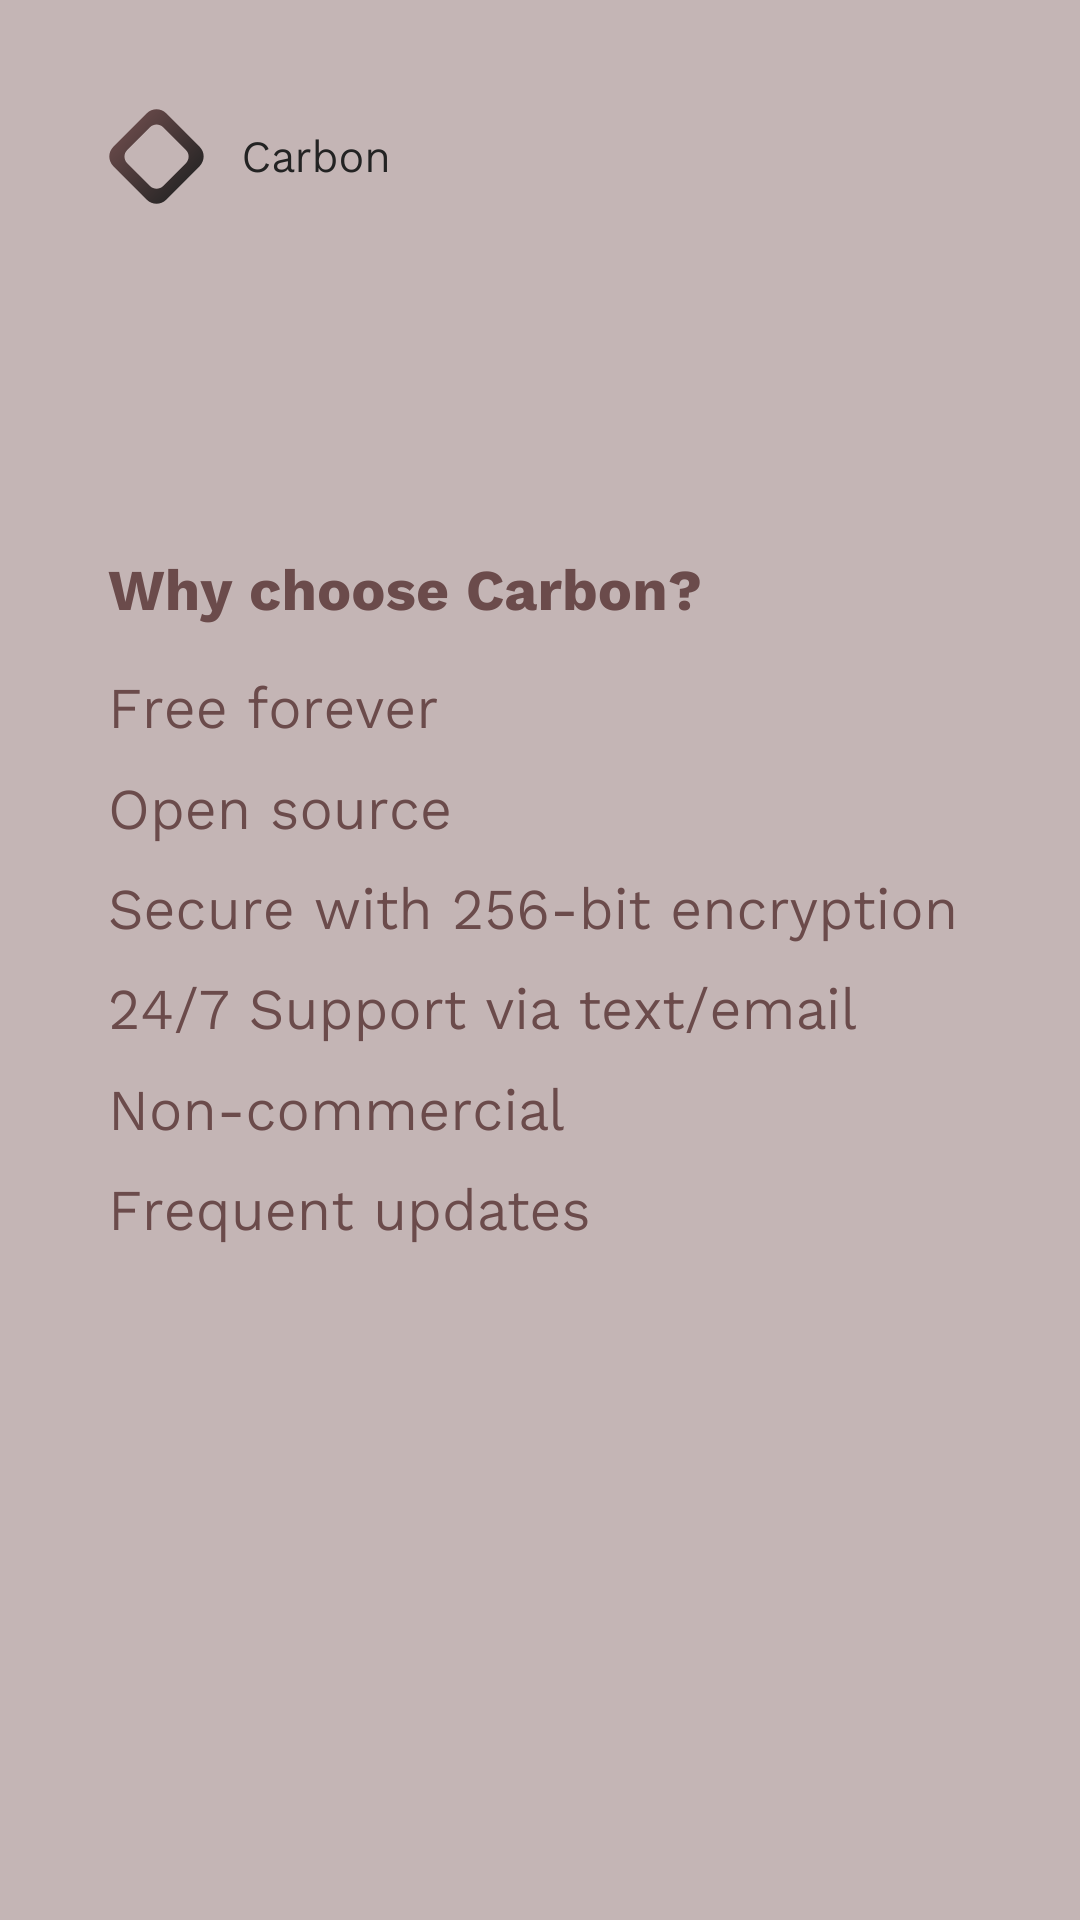 Carbon
Why choose Carbon?
Free forever
Open source
Secure with 256-bit encryption
24/7 Support via text/email
Non-commercial
Frequent updates